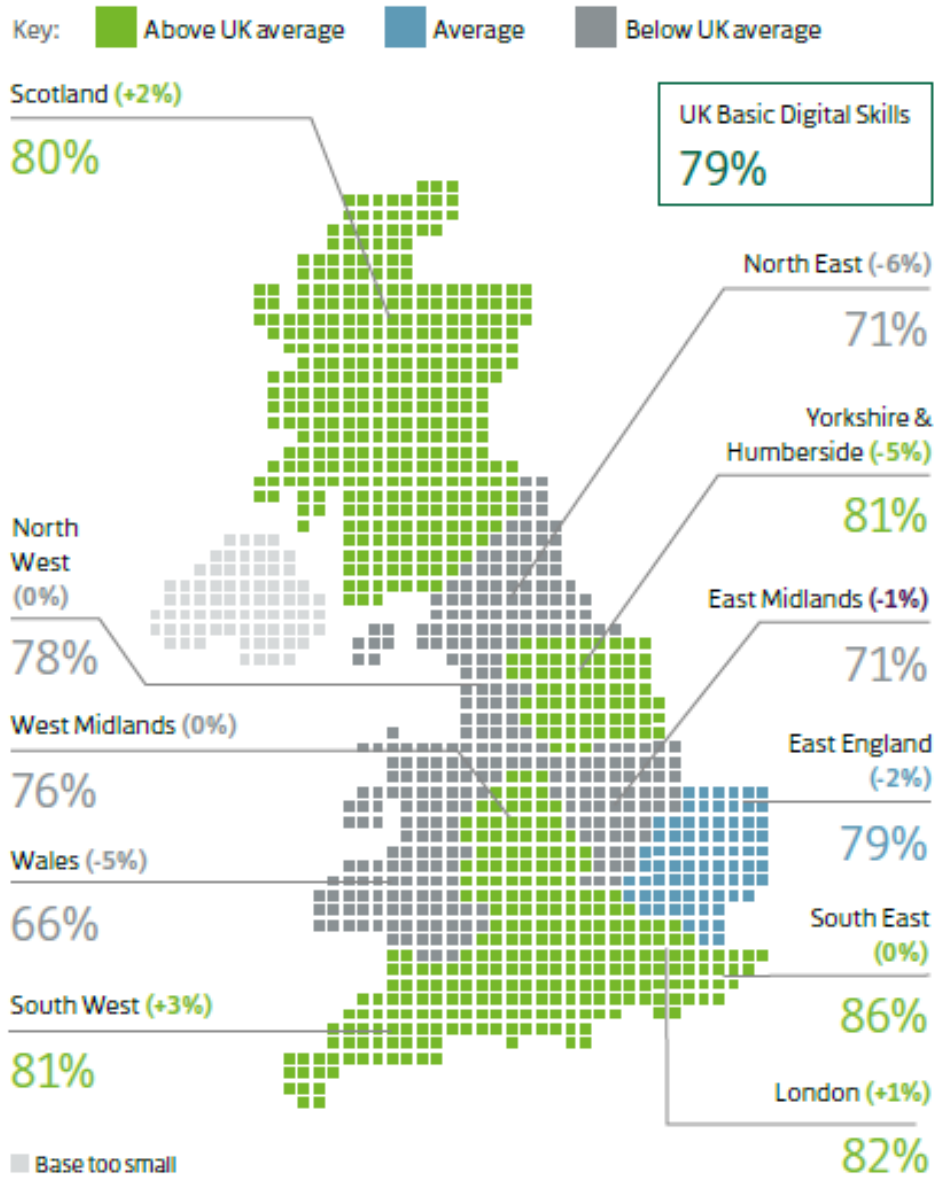 Key: Above UK average Average Below UK average
Scotland (+2%)
80%
UK Basic Digital Skills
79%
North East (-6%)
71%
Yorkshire &
Humberside (-5%)
81%
North
West
(0%)
78%
East Midlands (-1%)
71%
West Midlands (0%)
76%
East England
(-2%)
79%
Wales (-5%)
66%
South East
(0%)
86%
South West (+3%)
81%
London (+1%)
82%
Base too small